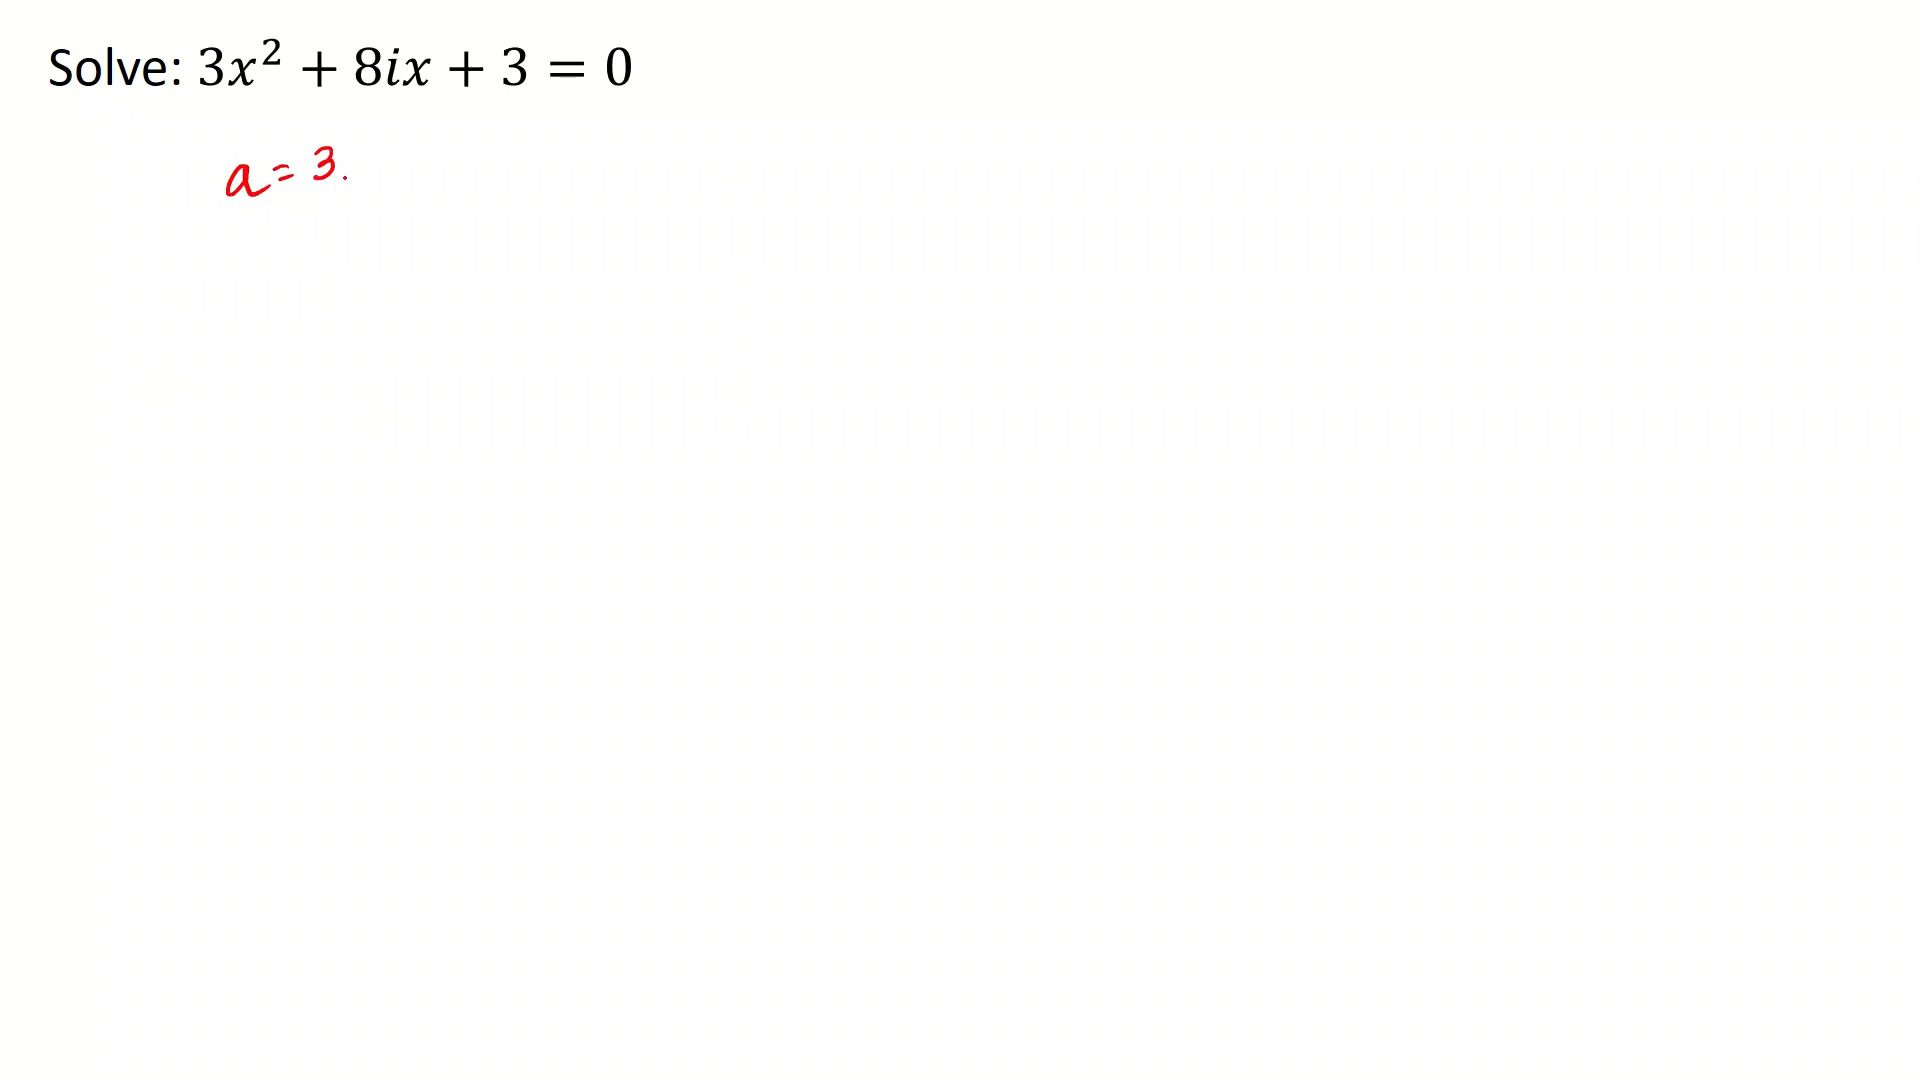 Solve: 3x² + 8ix + 3 = 0
a = 3.